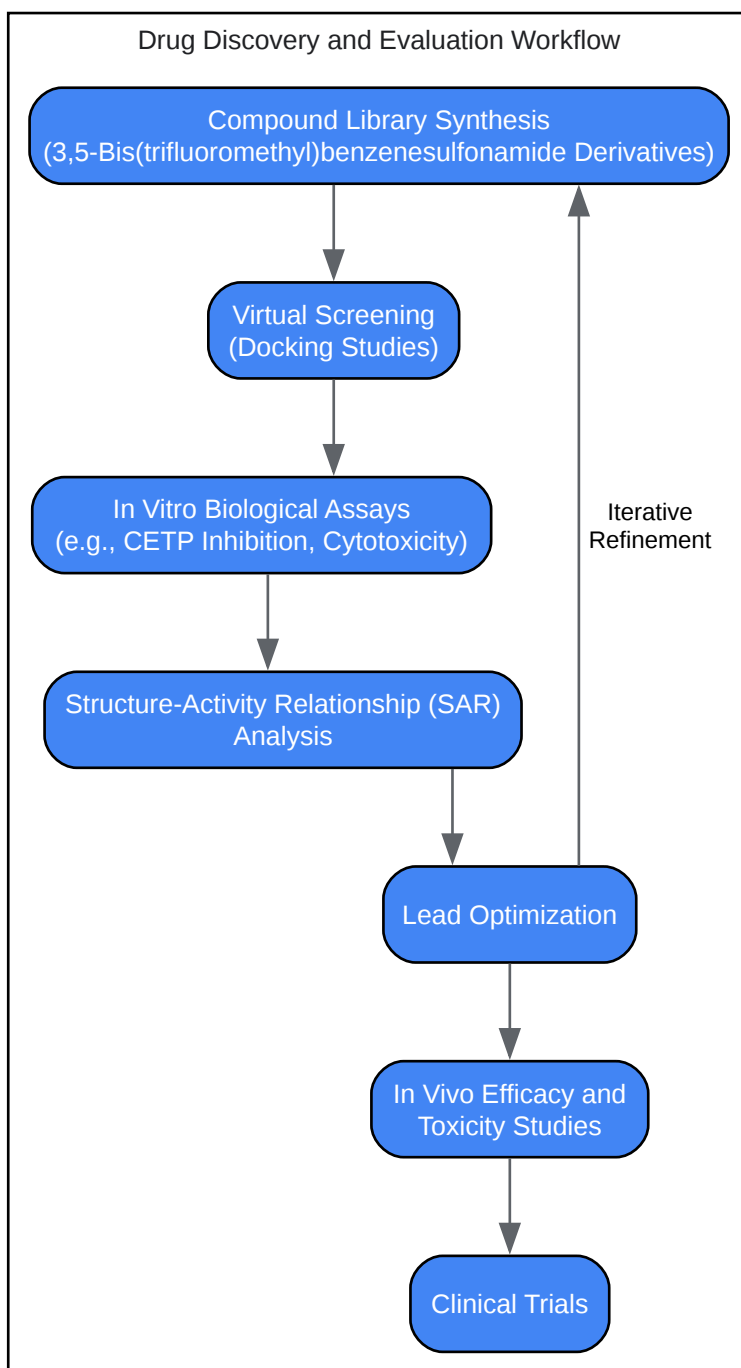 Drug Discovery and Evaluation Workflow
Compound Library Synthesis
(3,5-Bis(trifluoromethyl)benzenesulfonamide Derivatives)
Virtual Screening
(Docking Studies)
In Vitro Biological Assays
(e.g., CETP Inhibition, Cytotoxicity)
Iterative
Refinement
Structure-Activity Relationship (SAR)
Analysis
Lead Optimization
In Vivo Efficacy and
Toxicity Studies
Clinical Trials